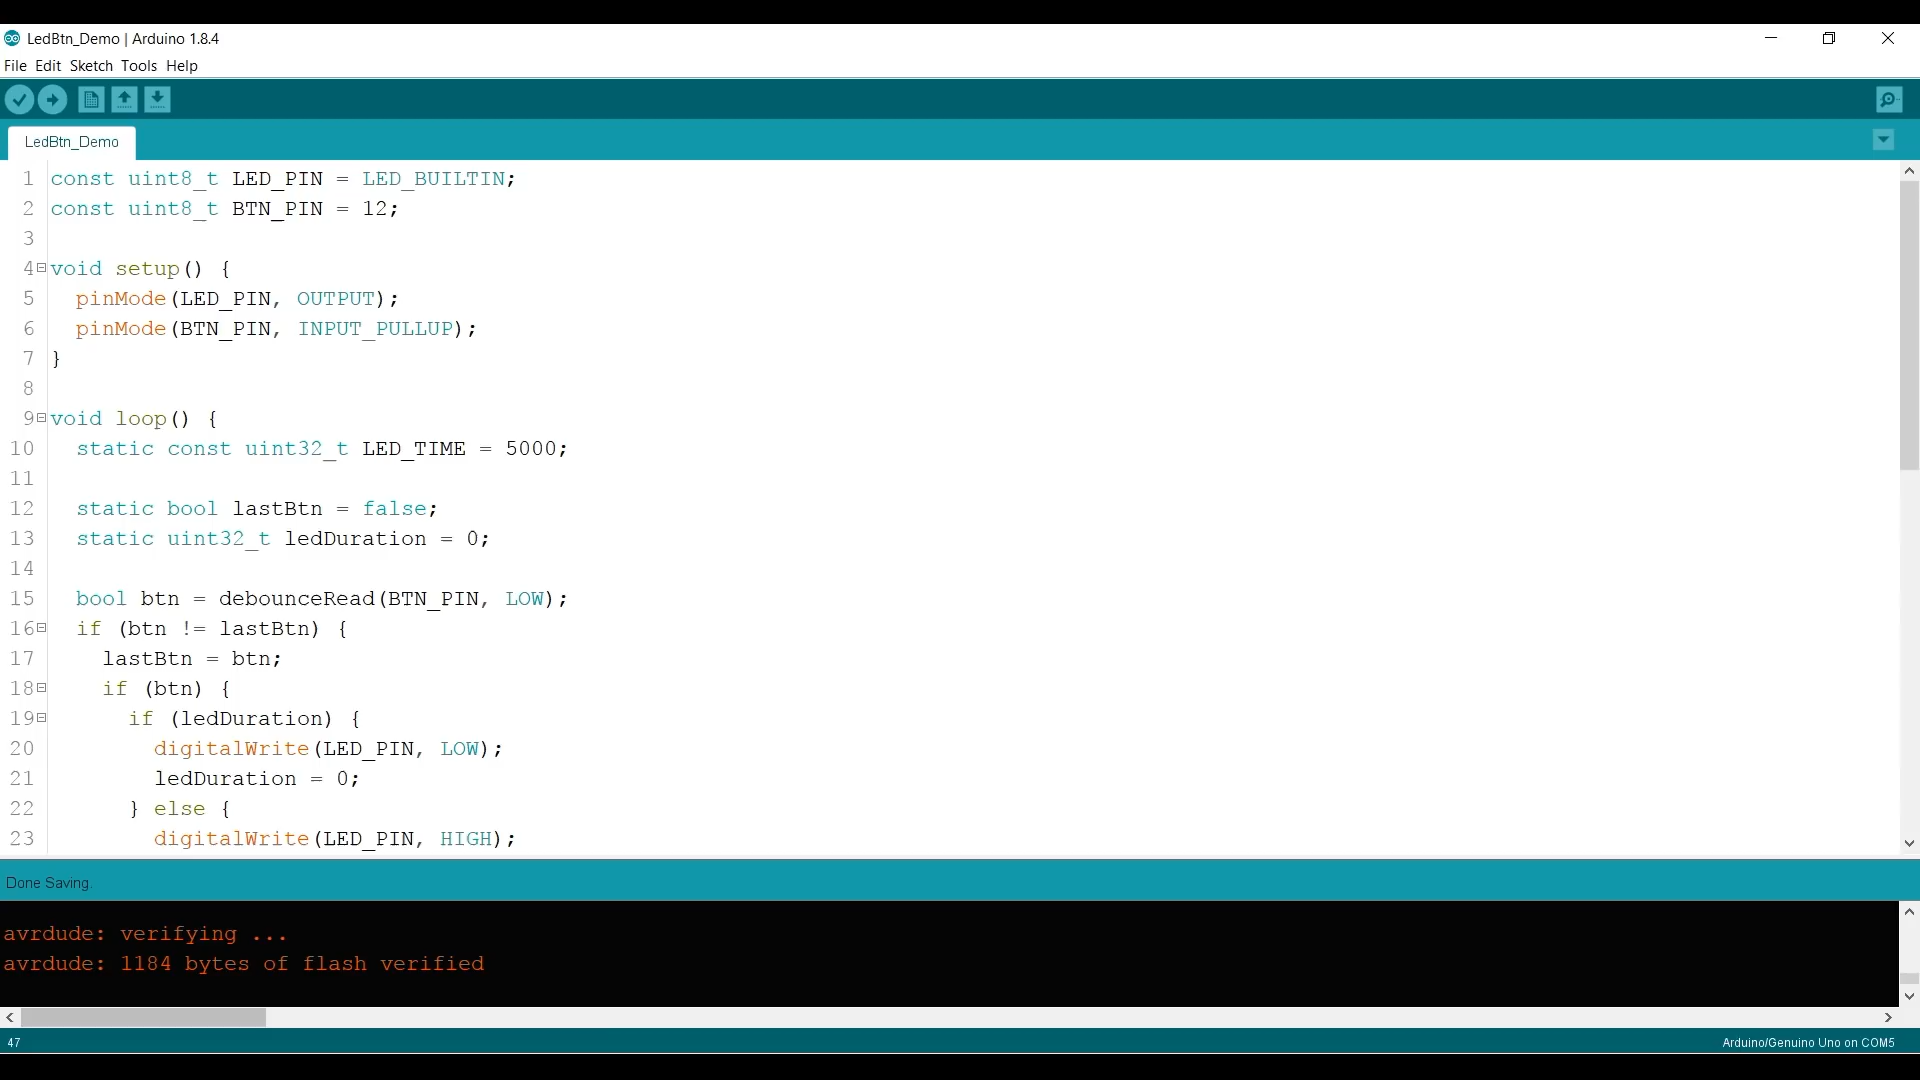 LedBtn_Demo | Arduino 1.8.4
File Edit Sketch Tools Help
LedBtn_Demo
1 const uint8_t LED_PIN = LED_BUILTIN;
2 const uint8_t BTN_PIN = 12;
3
4 void setup() {
5   pinMode(LED_PIN, OUTPUT);
6   pinMode(BTN_PIN, INPUT_PULLUP);
7 }
8
9 void loop() {
10   static const uint32_t LED_TIME = 5000;
11
12   static bool lastBtn = false;
13   static uint32_t ledDuration = 0;
14
15   bool btn = debounceRead(BTN_PIN, LOW);
16   if (btn != lastBtn) {
17     lastBtn = btn;
18     if (btn) {
19       if (ledDuration) {
20         digitalWrite(LED_PIN, LOW);
21         ledDuration = 0;
22       } else {
23         digitalWrite(LED_PIN, HIGH);
Done Saving.
avrdude: verifying ...
avrdude: 1184 bytes of flash verified
47 Arduino/Genuino Uno on COM5